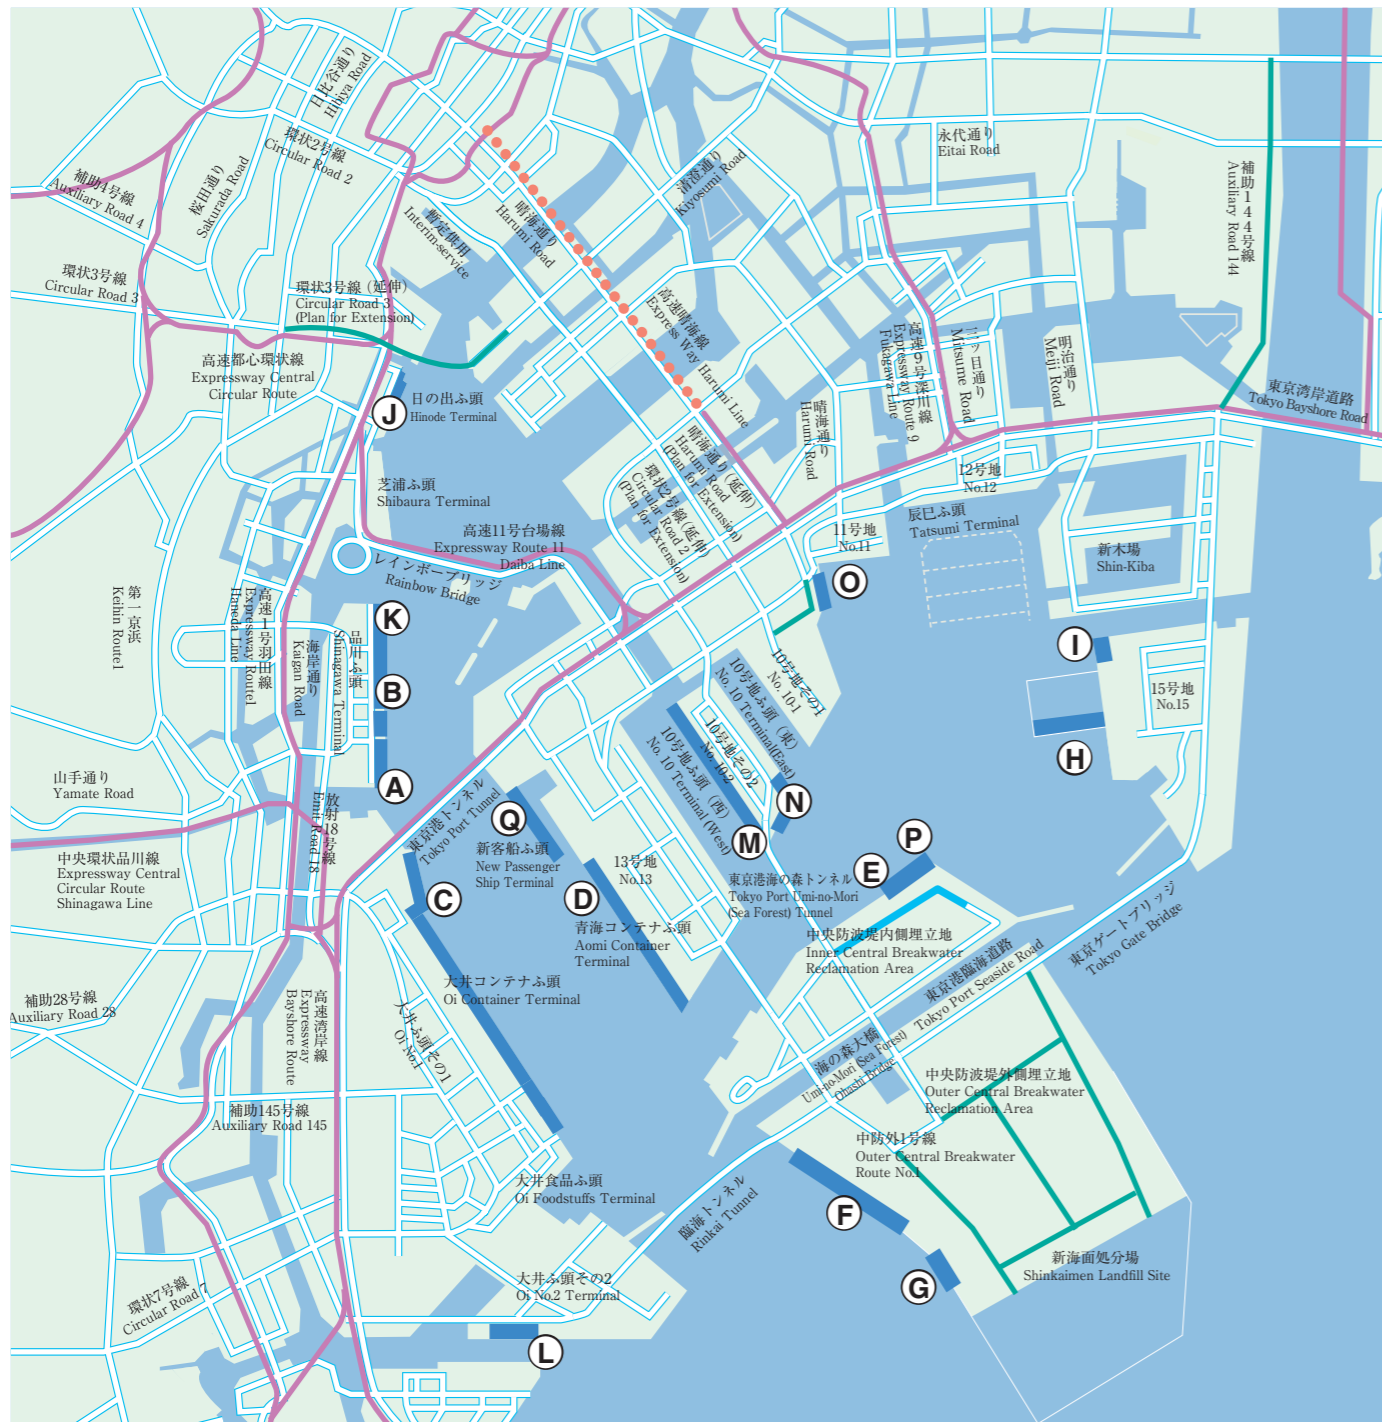 日比谷通り
Hibiya Road
環状2号線
Circular Road 2
桜田通り
Sakurada Road
補助4号線
Auxiliary Road 4
環状3号線
Circular Road 3
環状3号線(延伸)
Circular Road 3
(Plan for Extension)
暫定供用
Interim-service
晴海通り
Harumi Road
清澄通り
Kiyosumi Road
永代通り
Eitai Road
補助144号線
Auxiliary Road 144
高速晴海線
Express Way Harumi Line
高速都心環状線
Expressway Central
Circular Route
J
日の出ふ頭
Hinode Terminal
高速9号深川線
Expressway Route 9
Fukagawa Line
三ッ目通り
Mitsume Road
明治通り
Meiji Road
東京湾岸道路
Tokyo Bayshore Road
晴海通り
Harumi Road
晴海通り(延伸)
Harumi Road
(Plan for Extension)
環状2号線(延伸)
Circular Road 2
(Plan for Extension)
芝浦ふ頭
Shibaura Terminal
高速11号台場線
Expressway Route 11
Daiba Line
レインボーブリッジ
Rainbow Bridge
12号地
No.12
11号地
No.11
辰巳ふ頭
Tatsumi Terminal
新木場
Shin-Kiba
O
I
15号地
No.15
H
第一京浜
Keihin Route1
高速1号羽田線
Expressway Route1
Haneda Line
海岸通り
Kaigan Road
品川ふ頭
Shinagawa Terminal
K
B
A
10号地その1
No. 10-1
10号地ふ頭(東)
No. 10 Terminal(East)
10号地その2
No. 10-2
10号地ふ頭(西)
No. 10 Terminal (West)
N
M
山手通り
Yamate Road
放射18号線
Emit Road 18
中央環状品川線
Expressway Central
Circular Route
Shinagawa Line
東京港トンネル
Tokyo Port Tunnel
Q
新客船ふ頭
New Passenger
Ship Terminal
C
D
13号地
No.13
青海コンテナふ頭
Aomi Container
Terminal
P
E
東京港海の森トンネル
Tokyo Port Umi-no-Mori
(Sea Forest) Tunnel
中央防波堤内側埋立地
Inner Central Breakwater
Reclamation Area
東京港臨海道路
Tokyo Port Seaside Road
東京ゲートブリッジ
Tokyo Gate Bridge
大井コンテナふ頭
Oi Container Terminal
補助28号線
Auxiliary Road 28
高速湾岸線
Expressway
Bayshore Route
大井ふ頭その1
Oi No.1
海の森大橋
Umi-no-Mori (Sea Forest)
Ohashi Bridge
中央防波堤外側埋立地
Outer Central Breakwater
Reclamation Area
補助145号線
Auxiliary Road 145
中防外1号線
Outer Central Breakwater
Route No.1
大井食品ふ頭
Oi Foodstuffs Terminal
臨海トンネル
Rinkai Tunnel
F
G
新海面処分場
Shinkaimen Landfill Site
大井ふ頭その2
Oi No.2 Terminal
環状7号線
Circular Road 7
L